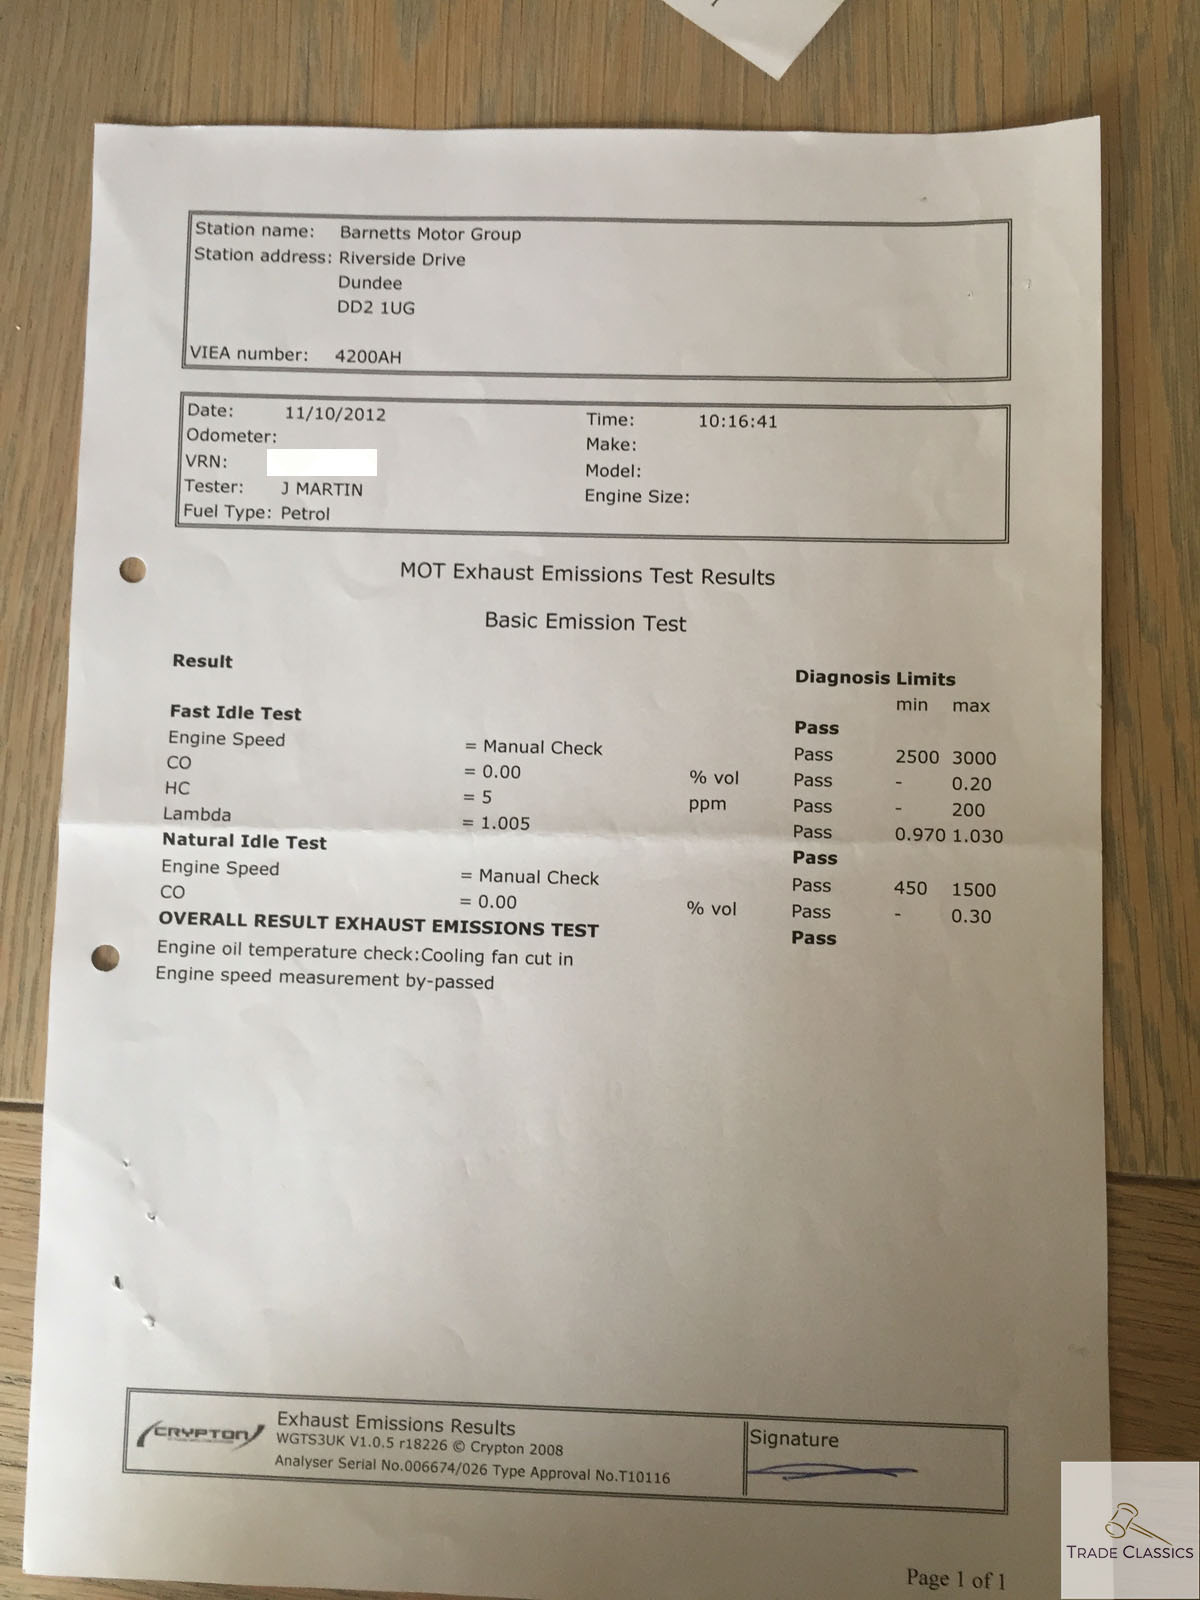 Station name: Barnetts Motor Group
Station address: Riverside Drive
Dundee
DD2 1UG
VIEA number: 4200AH
Date: 11/10/2012 Time: 10:16:41
Odometer: Make:
VRN: Model:
Tester: J MARTIN Engine Size:
Fuel Type: Petrol
MOT Exhaust Emissions Test Results
Basic Emission Test
Result Diagnosis Limits
min max
Fast Idle Test Pass
Engine Speed = Manual Check Pass 2500 3000
CO = 0.00 % vol Pass - 0.20
HC = 5 ppm Pass - 200
Lambda = 1.005 Pass 0.970 1.030
Natural Idle Test Pass
Engine Speed = Manual Check Pass 450 1500
CO = 0.00 % vol Pass - 0.30
OVERALL RESULT EXHAUST EMISSIONS TEST Pass
Engine oil temperature check:Cooling fan cut in
Engine speed measurement by-passed
CRYPTON
Exhaust Emissions Results
WGTS3UK V1.0.5 r18226 © Crypton 2008
Analyser Serial No.006674/026 Type Approval No.T10116
Signature
Page 1 of 1
TRADE CLASSICS